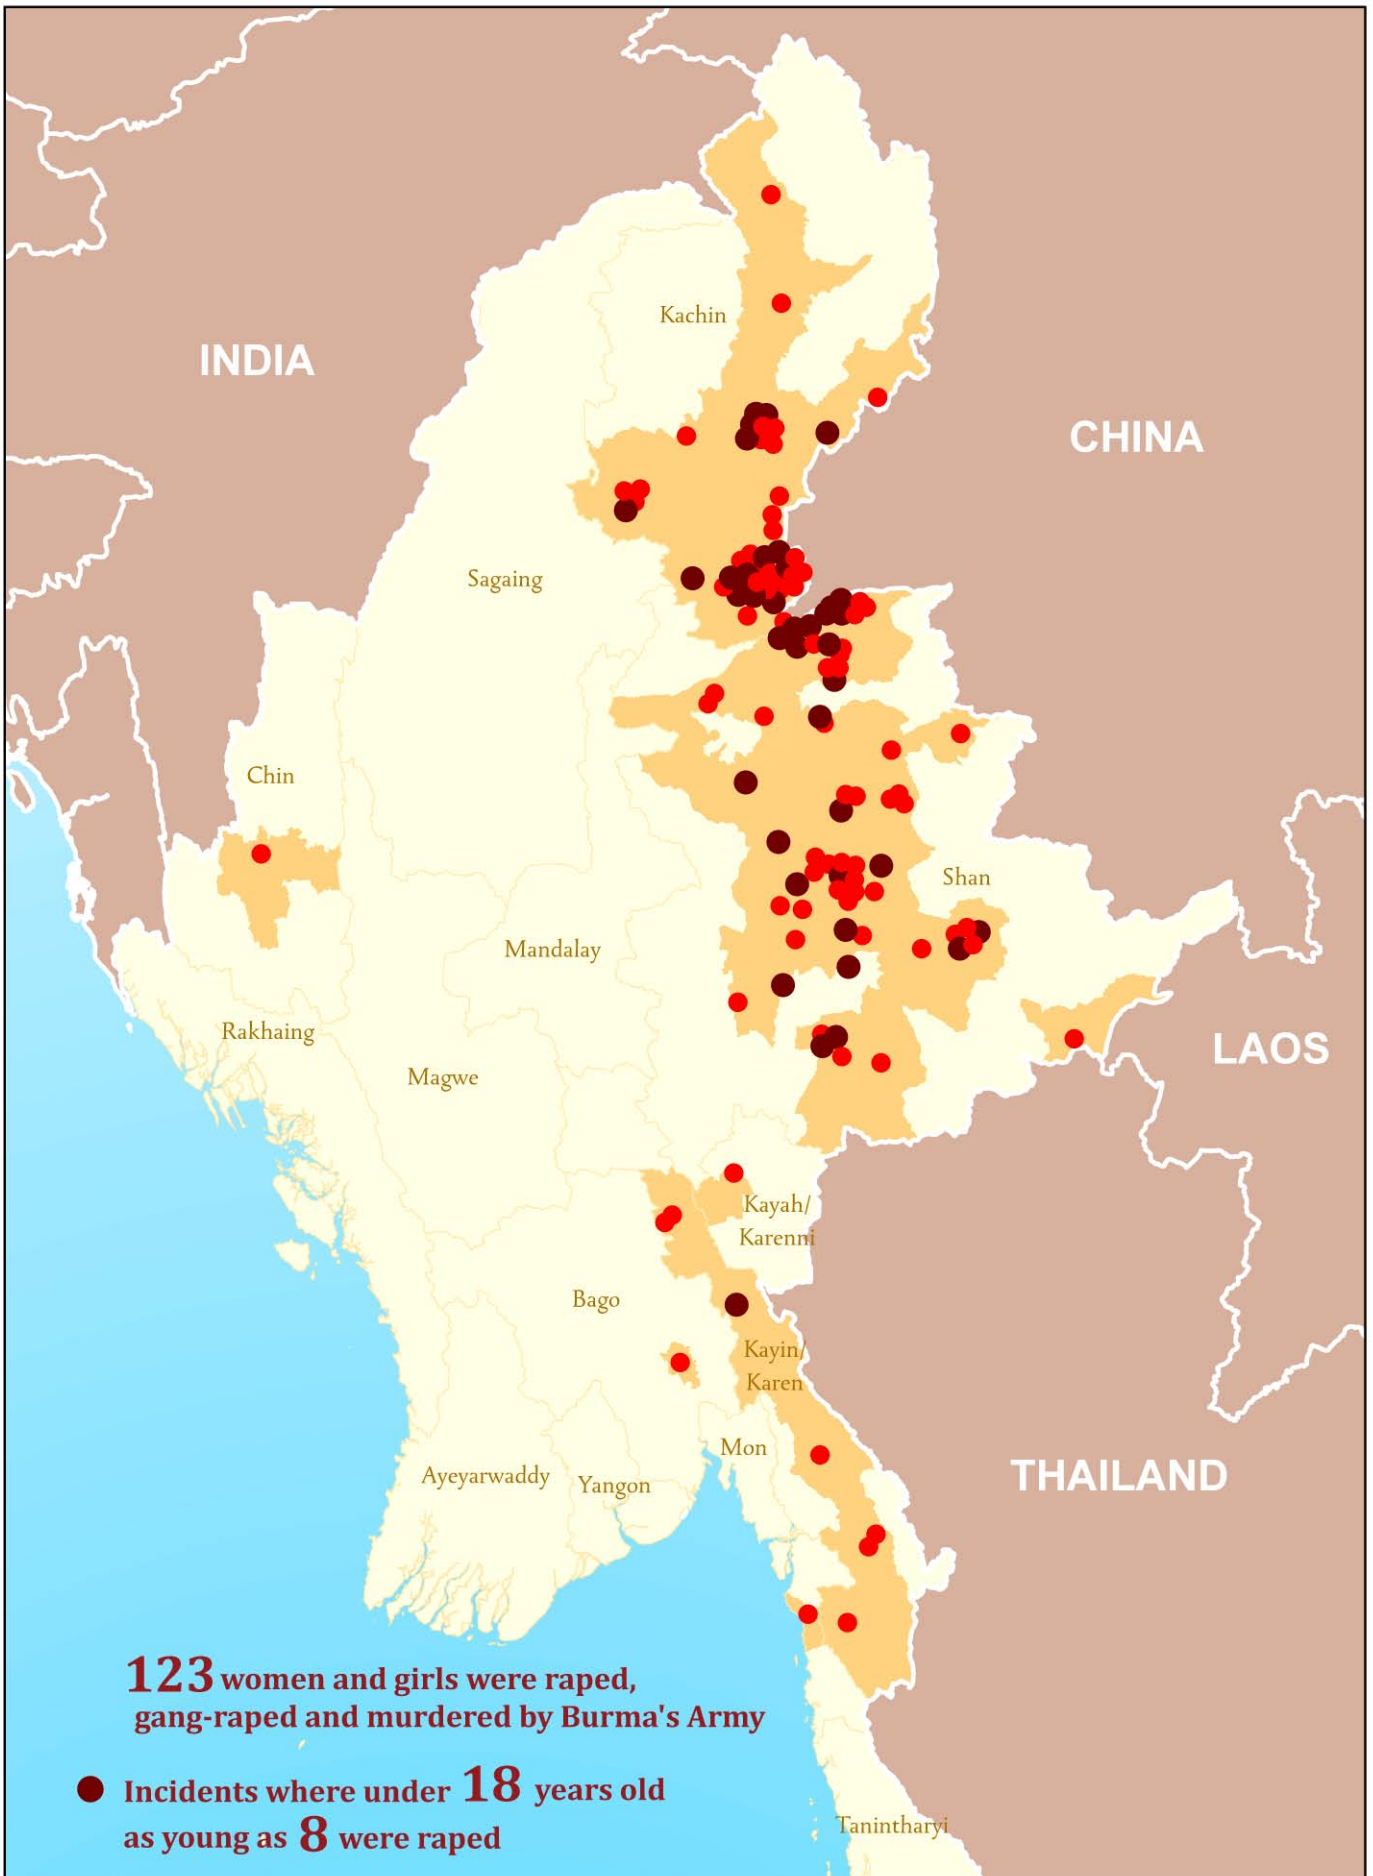 INDIA
Kachin
CHINA
Sagaing
Chin
Shan
Mandalay
Rakhaing
LAOS
Magwe
Kayah/
Karenni
Bago
Kayin/
Karen
Mon
Ayeyarwaddy
Yangon
THAILAND
123 women and girls were raped,
gang-raped and murdered by Burma's Army
Incidents where under 18 years old
as young as 8 were raped
Tanintharyi